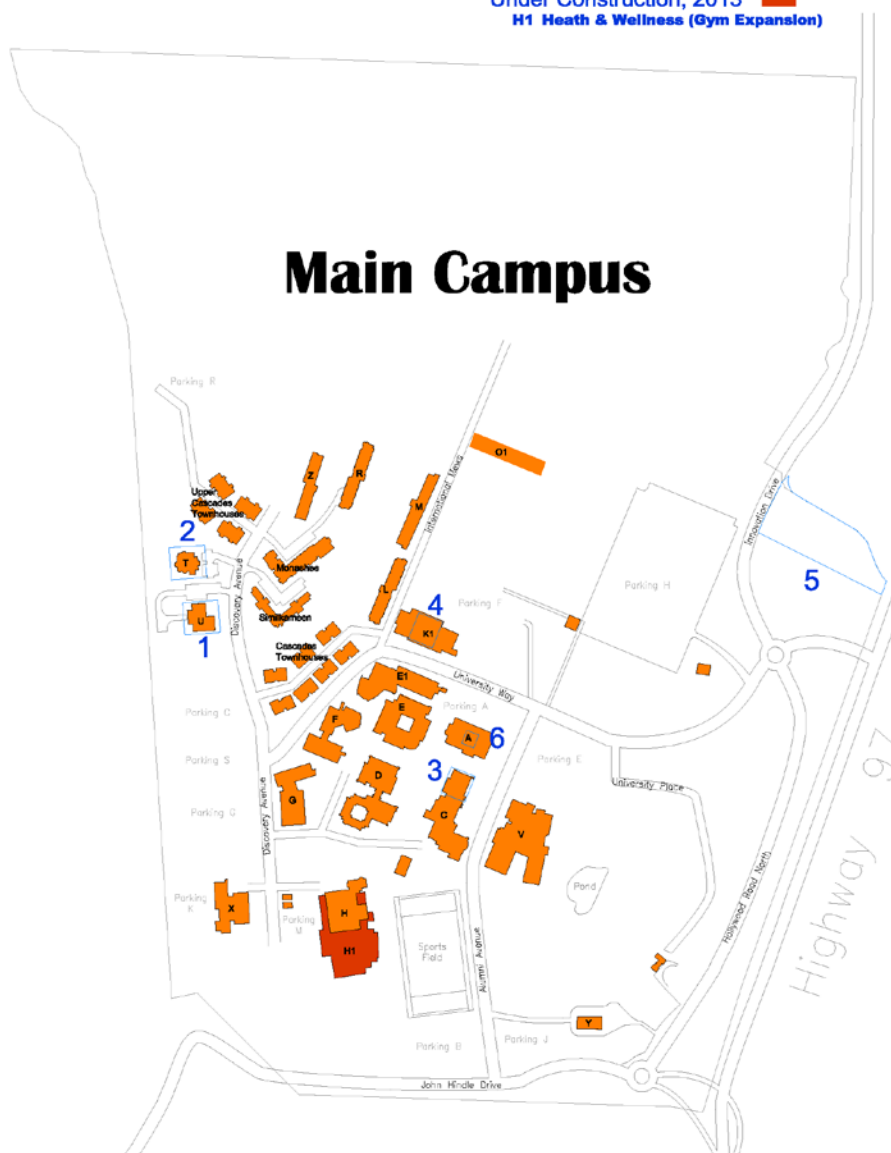 Under Construction, 2013
H1 Heath & Wellness (Gym Expansion)
Main Campus
Parking R
O1
Z
R
International Mews
M
Upper
Cascades
Townhouses
Innovation Drive
2
T
Monashee
Parking H
5
Discovery Avenue
L
Parking F
4
U
Similkameen
K1
1
Cascades
Townhouses
E1
University Way
Parking C
E
Parking A
F
A
6
Parking S
Parking E
3
D
97
University Place
G
Parking G
C
Discovery Avenue
V
Highway
Pond
Parking
K
X
Parking
M
H
Hollywood Road North
H1
Sports
Field
Alumni Avenue
Y
Parking B
Parking J
John Hindle Drive